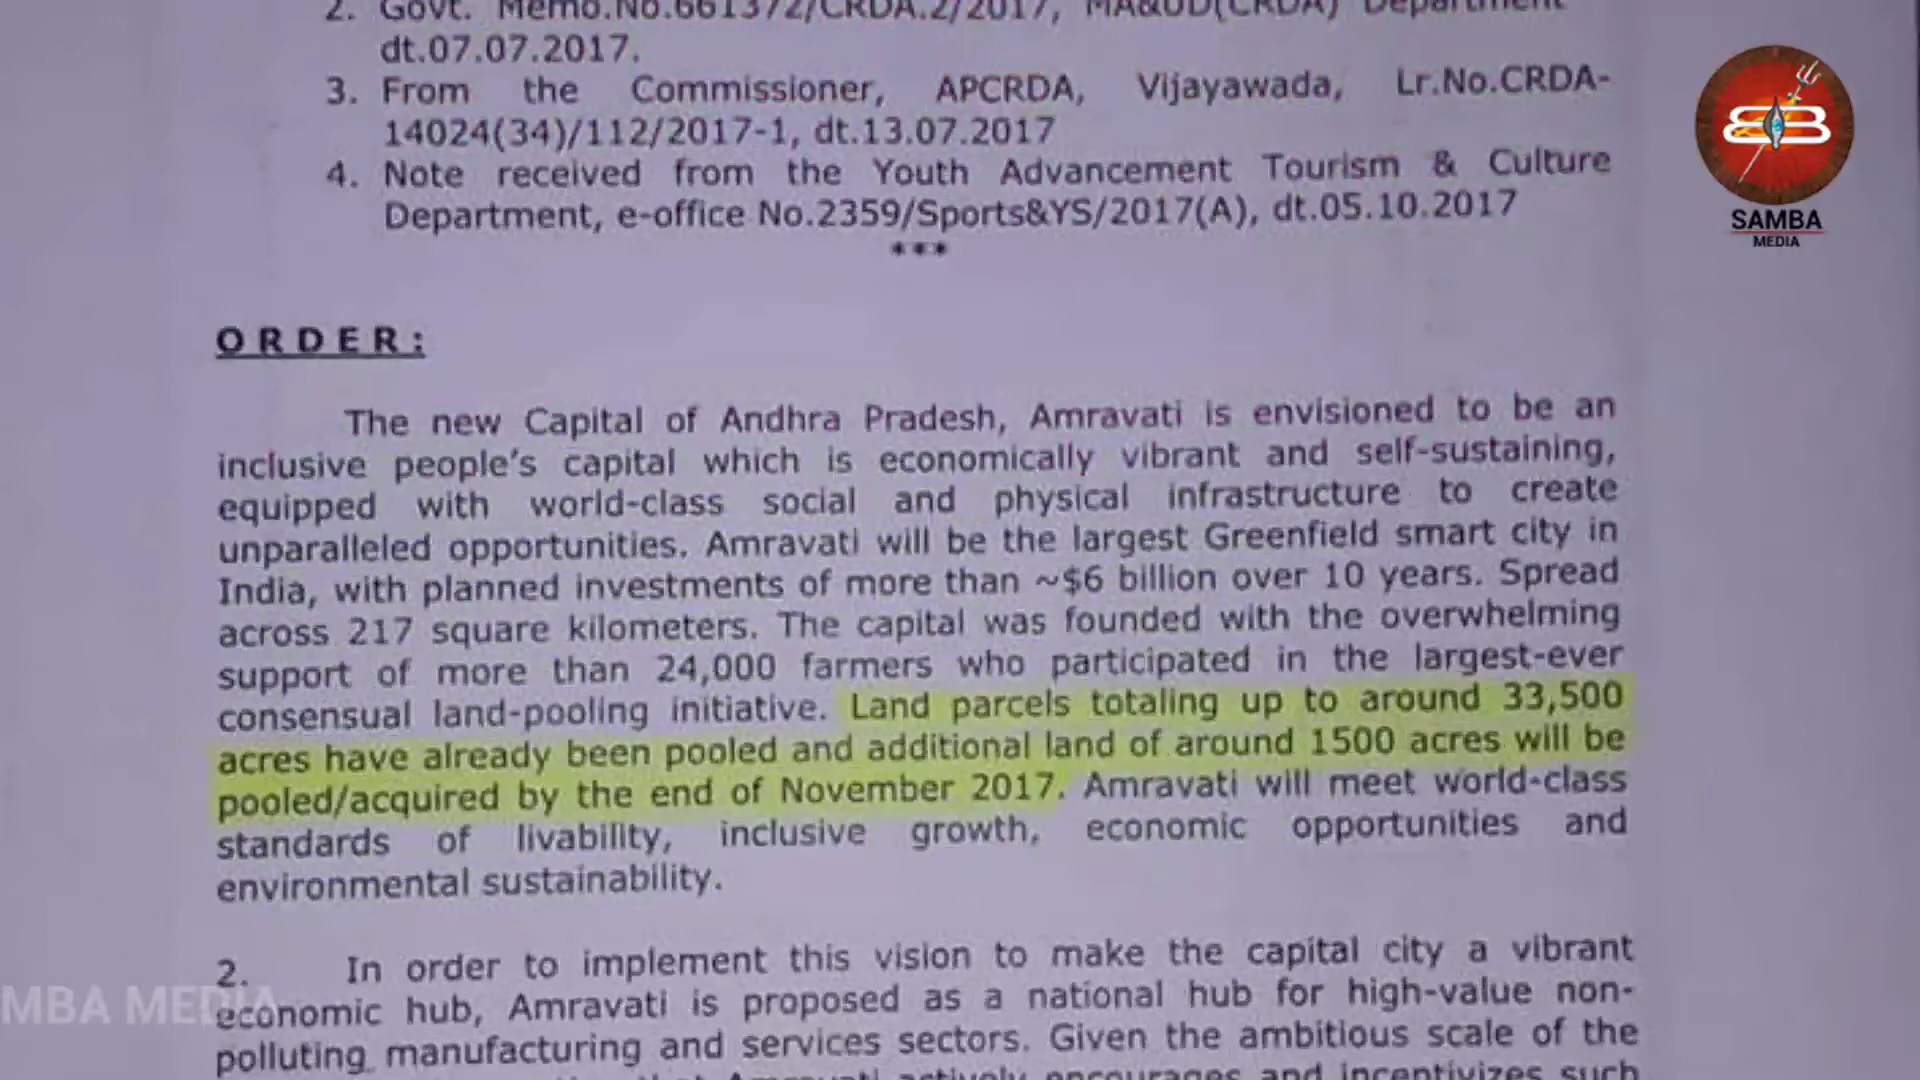 2. Govt. Memo.No.661372/CRDA.2/2017, MA&UD(CRDA) Department
dt.07.07.2017.
3. From the Commissioner, APCRDA, Vijayawada, Lr.No.CRDA-
14024(34)/112/2017-1, dt.13.07.2017
4. Note received from the Youth Advancement Tourism & Culture
Department, e-office No.2359/Sports&YS/2017(A), dt.05.10.2017
***
SAMBA
MEDIA
ORDER:
The new Capital of Andhra Pradesh, Amravati is envisioned to be an
inclusive people's capital which is economically vibrant and self-sustaining,
equipped with world-class social and physical infrastructure to create
unparalleled opportunities. Amravati will be the largest Greenfield smart city in
India, with planned investments of more than ~$6 billion over 10 years. Spread
across 217 square kilometers. The capital was founded with the overwhelming
support of more than 24,000 farmers who participated in the largest-ever
consensual land-pooling initiative. Land parcels totaling up to around 33,500
acres have already been pooled and additional land of around 1500 acres will be
pooled/acquired by the end of November 2017. Amravati will meet world-class
standards of livability, inclusive growth, economic opportunities and
environmental sustainability.
2. In order to implement this vision to make the capital city a vibrant
economic hub, Amravati is proposed as a national hub for high-value non-
polluting manufacturing and services sectors. Given the ambitious scale of the
that Amravati actively encourages and incentivizes such
MBA MEDIA